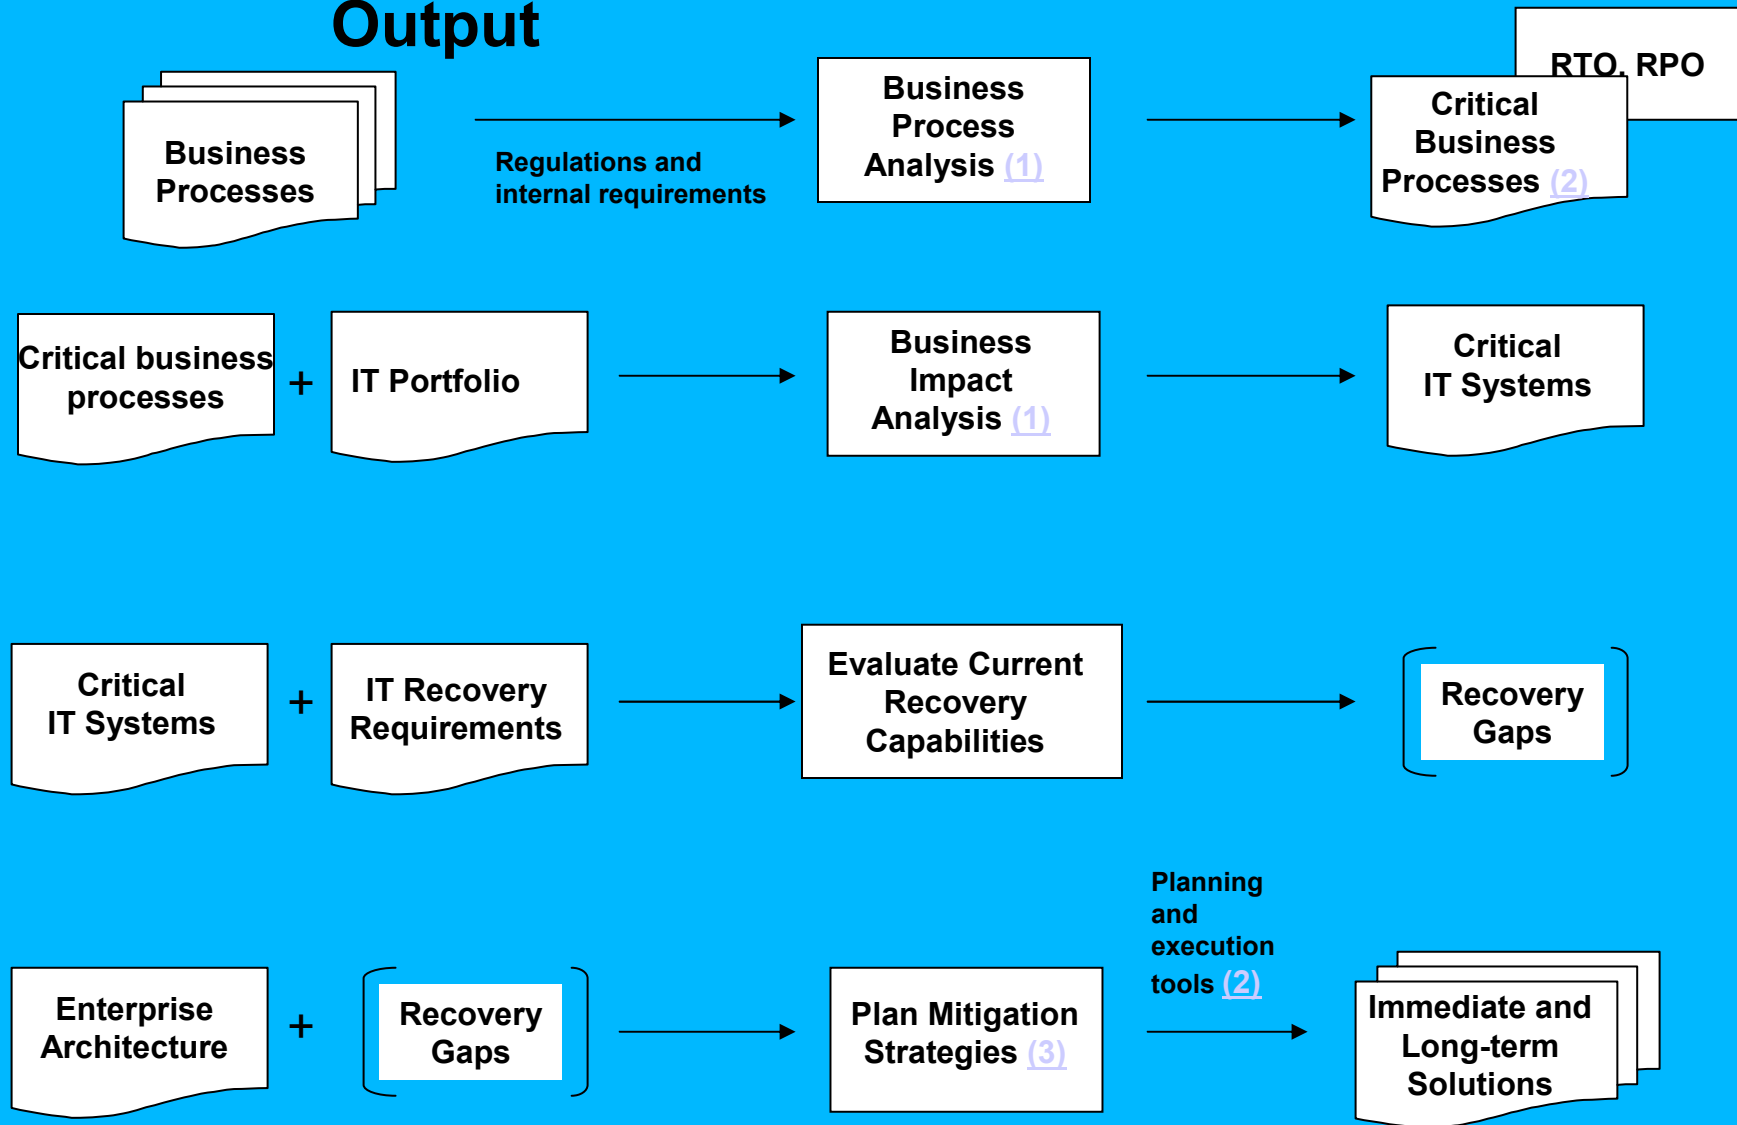 Output
Business
Processes
Regulations and
internal requirements
Business
Process
Analysis (1)
RTO, RPO
Critical
Business
Processes (2)
Critical business
processes
+
IT Portfolio
Business
Impact
Analysis (1)
Critical
IT Systems
Critical
IT Systems
+
IT Recovery
Requirements
Evaluate Current
Recovery
Capabilities
Recovery
Gaps
Enterprise
Architecture
+
Recovery
Gaps
Plan Mitigation
Strategies (3)
Planning
and
execution
tools (2)
Immediate and
Long-term
Solutions